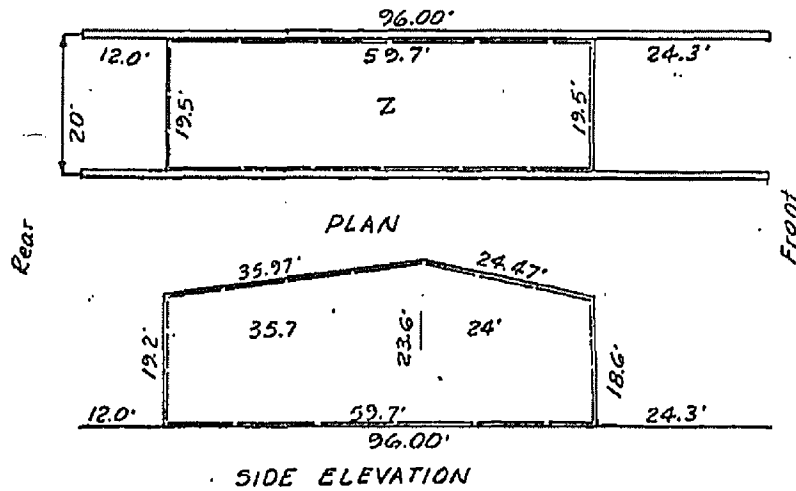 96.00'
12.0' 59.7' 24.3'
20' 19.5' Z 19.5'
Rear PLAN Front
35.97' 24.47'
19.2' 35.7 23.6' 24' 18.6'
12.0' 59.7' 24.3'
96.00'
SIDE ELEVATION